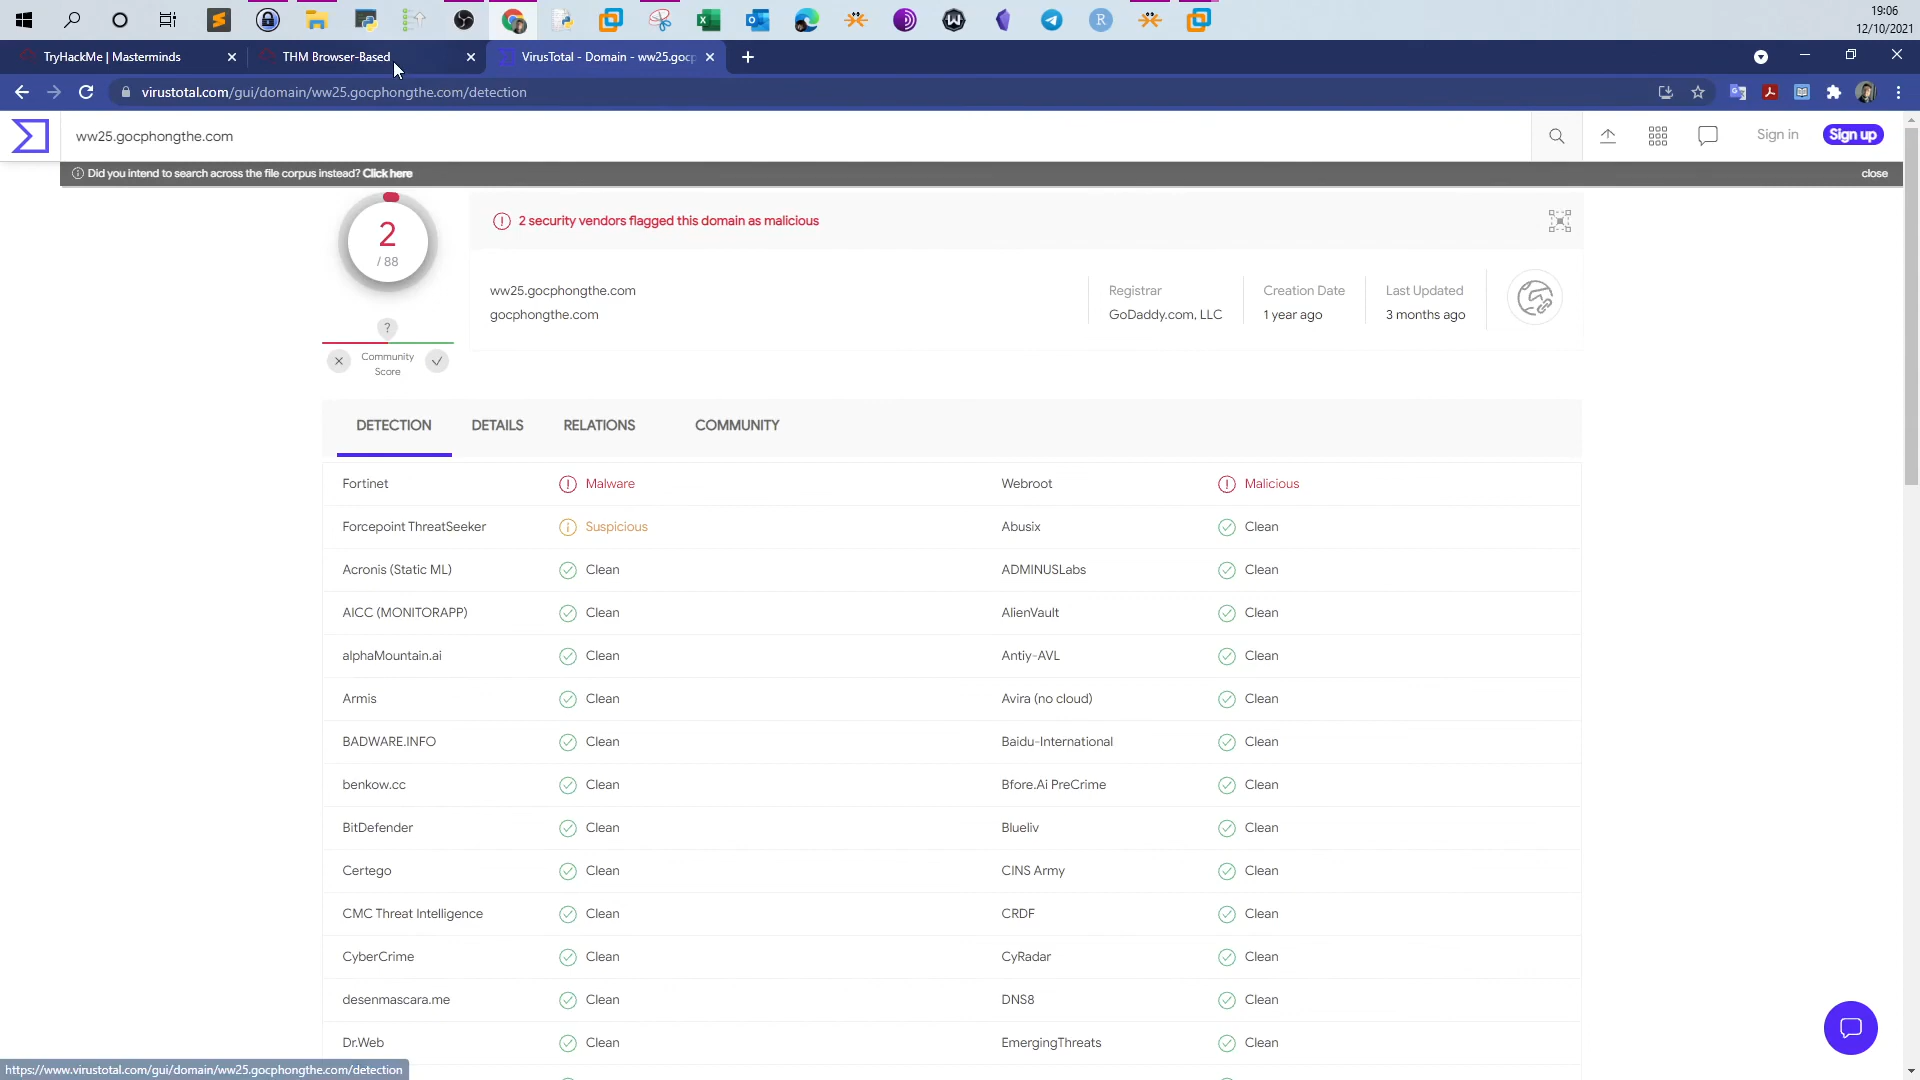 19:06
12/10/2021
TryHackMe | Masterminds
THM Browser-Based
VirusTotal - Domain - ww25.gocp
virustotal.com/gui/domain/ww25.gocphongthe.com/detection
ww25.gocphongthe.com
Sign in
Sign up
Did you intend to search across the file corpus instead? Click here
close
2
/ 88
2 security vendors flagged this domain as malicious
ww25.gocphongthe.com
gocphongthe.com
Registrar
GoDaddy.com, LLC
Creation Date
1 year ago
Last Updated
3 months ago
?
Community
Score
DETECTION
DETAILS
RELATIONS
COMMUNITY
Fortinet
Malware
Webroot
Malicious
Forcepoint ThreatSeeker
Suspicious
Abusix
Clean
Acronis (Static ML)
Clean
ADMINUSLabs
Clean
AICC (MONITORAPP)
Clean
AlienVault
Clean
alphaMountain.ai
Clean
Antiy-AVL
Clean
Armis
Clean
Avira (no cloud)
Clean
BADWARE.INFO
Clean
Baidu-International
Clean
benkow.cc
Clean
Bfore.Ai PreCrime
Clean
BitDefender
Clean
Blueliv
Clean
Certego
Clean
CINS Army
Clean
CMC Threat Intelligence
Clean
CRDF
Clean
CyberCrime
Clean
CyRadar
Clean
desenmascara.me
Clean
DNS8
Clean
Dr.Web
Clean
EmergingThreats
Clean
https://www.virustotal.com/gui/domain/ww25.gocphongthe.com/detection